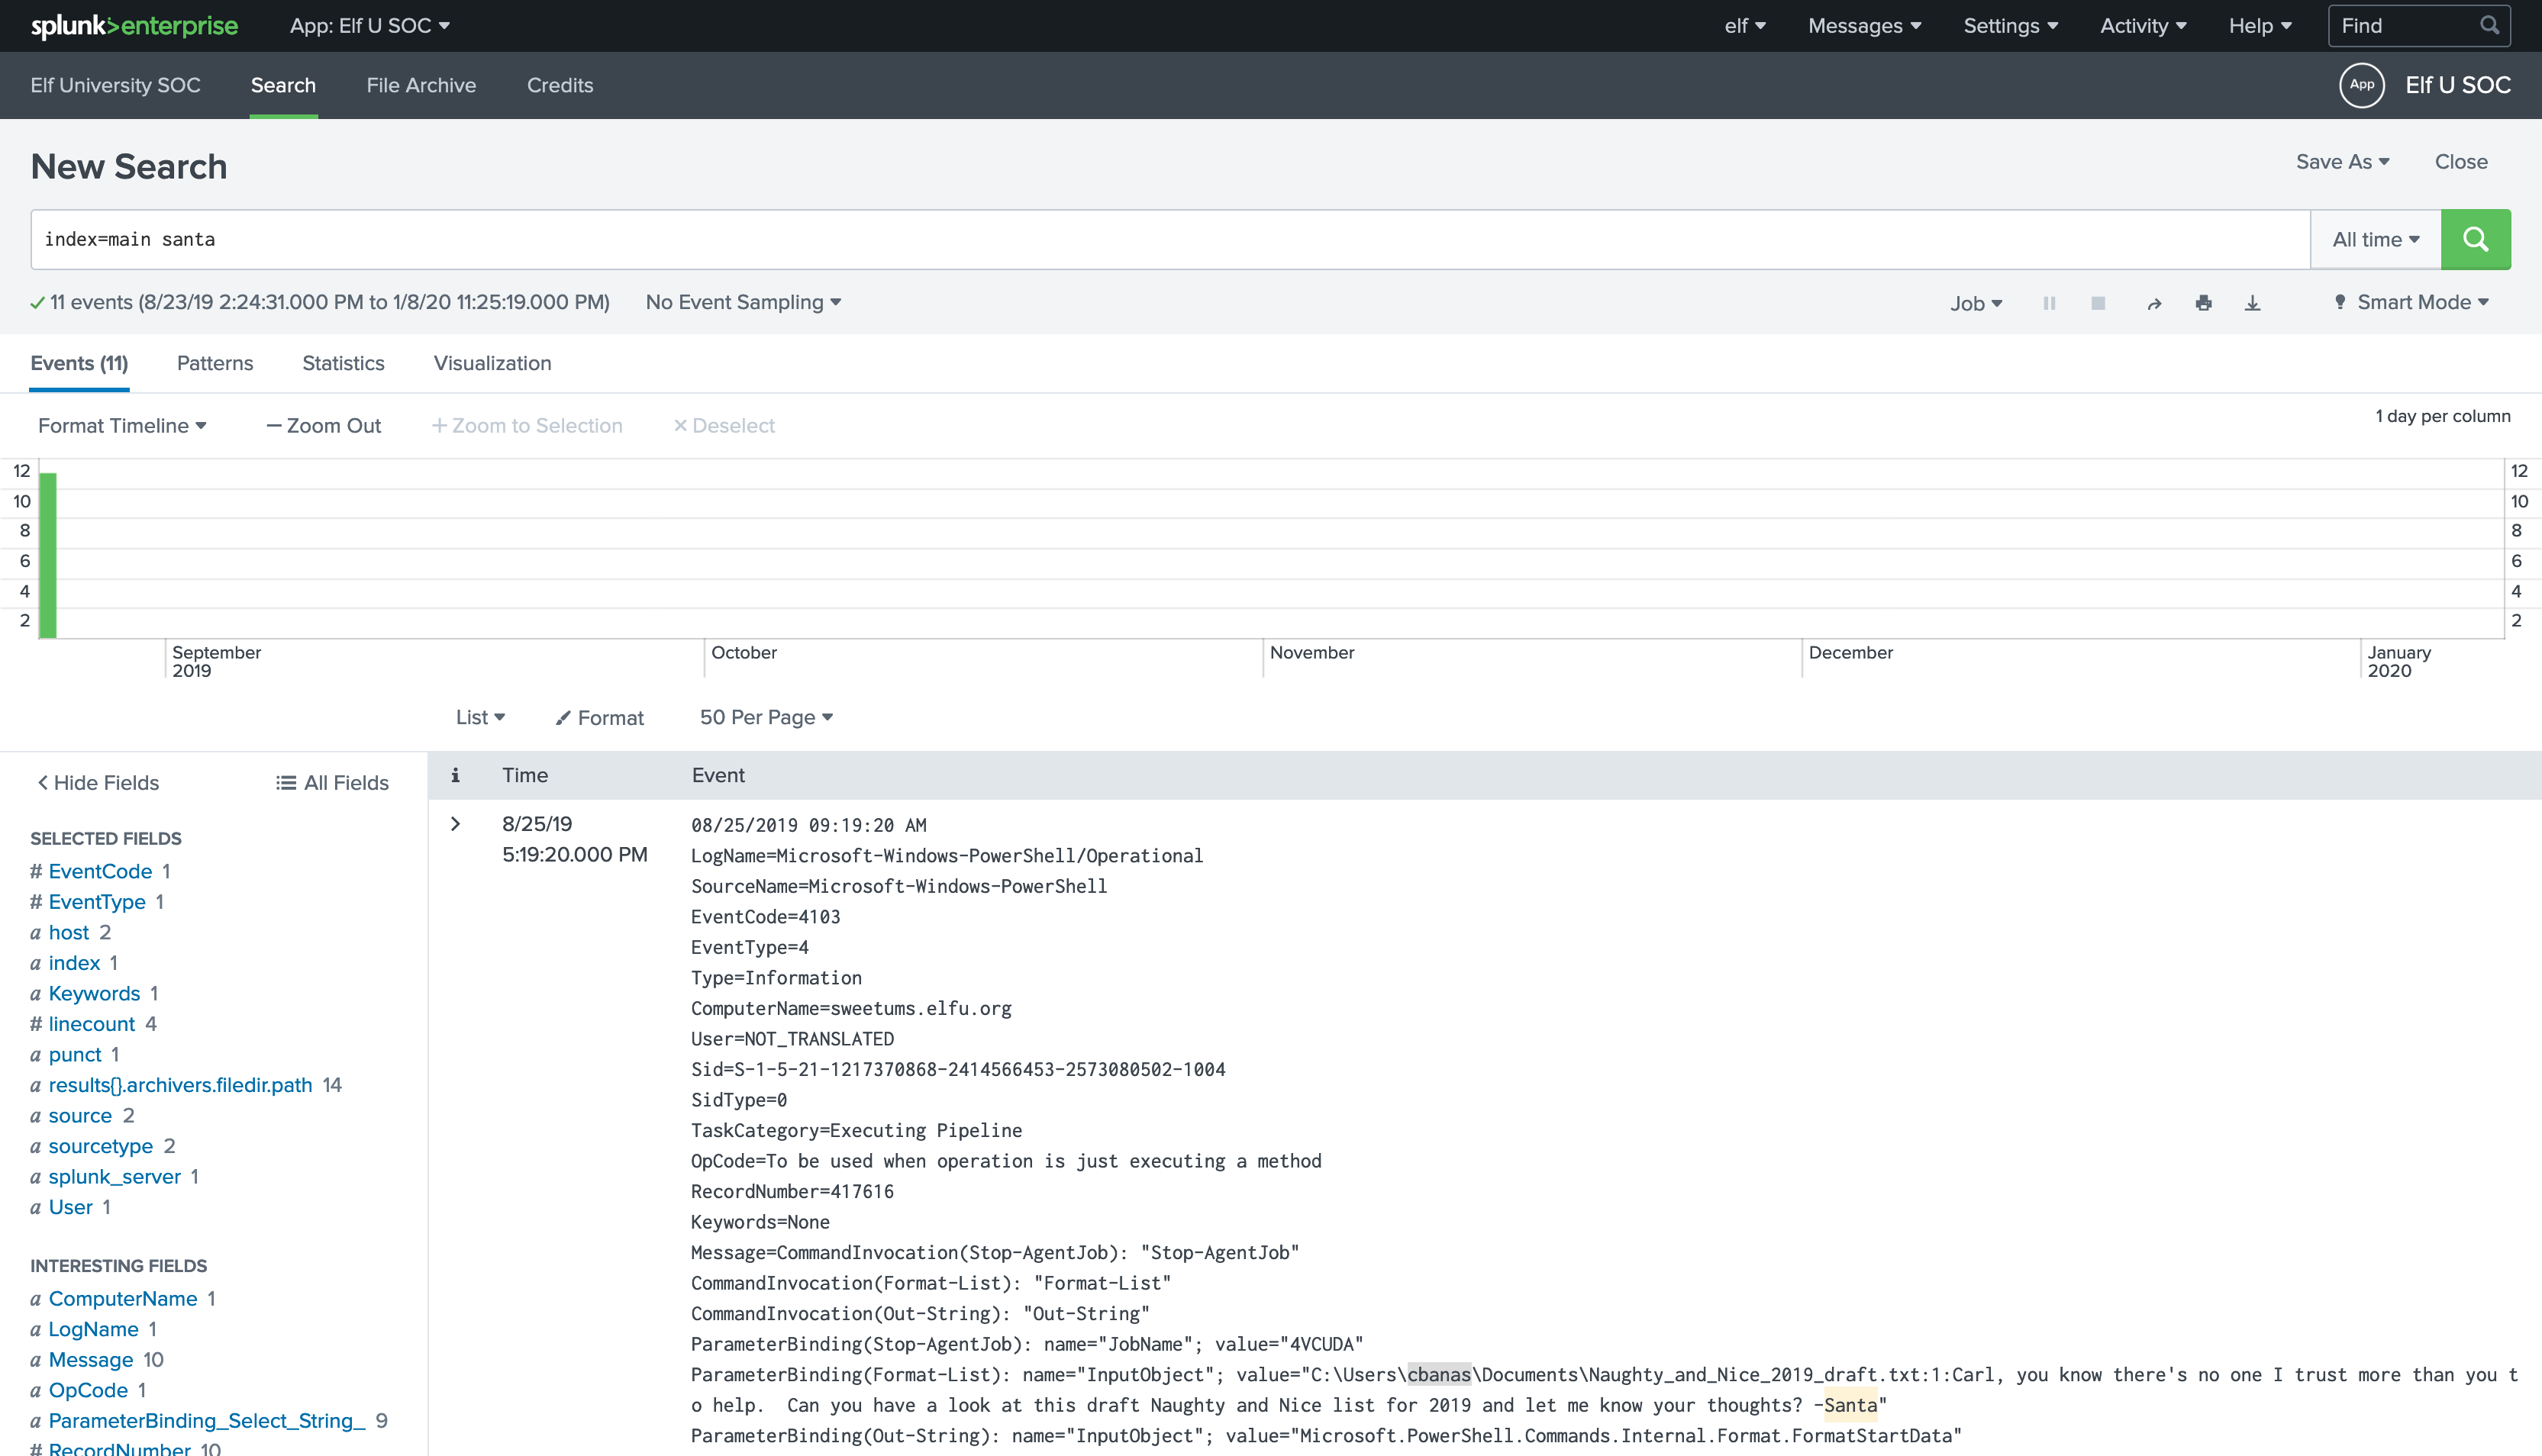 splunk>enterprise App: Elf U SOC elf Messages Settings Activity Help Find
Elf University SOC Search File Archive Credits App Elf U SOC
New Search Save As Close
index=main santa All time
11 events (8/23/19 2:24:31.000 PM to 1/8/20 11:25:19.000 PM) No Event Sampling Job Smart Mode
Events (11) Patterns Statistics Visualization
Format Timeline — Zoom Out + Zoom to Selection × Deselect 1 day per column
12 12
10 10
8 8
6 6
4 4
2 2
September October November December January
2019 2020
List Format 50 Per Page
< Hide Fields All Fields
i Time Event
SELECTED FIELDS
# EventCode 1
# EventType 1
a host 2
a index 1
a Keywords 1
# linecount 4
a punct 1
a results{}.archivers.filedir.path 14
a source 2
a sourcetype 2
a splunk_server 1
a User 1
INTERESTING FIELDS
a ComputerName 1
a LogName 1
a Message 10
a OpCode 1
a ParameterBinding_Select_String_ 9
# RecordNumber 10
> 8/25/19
5:19:20.000 PM
08/25/2019 09:19:20 AM
LogName=Microsoft-Windows-PowerShell/Operational
SourceName=Microsoft-Windows-PowerShell
EventCode=4103
EventType=4
Type=Information
ComputerName=sweetums.elfu.org
User=NOT_TRANSLATED
Sid=S-1-5-21-1217370868-2414566453-2573080502-1004
SidType=0
TaskCategory=Executing Pipeline
OpCode=To be used when operation is just executing a method
RecordNumber=417616
Keywords=None
Message=CommandInvocation(Stop-AgentJob): "Stop-AgentJob"
CommandInvocation(Format-List): "Format-List"
CommandInvocation(Out-String): "Out-String"
ParameterBinding(Stop-AgentJob): name="JobName"; value="4VCUDA"
ParameterBinding(Format-List): name="InputObject"; value="C:\Users\cbanas\Documents\Naughty_and_Nice_2019_draft.txt:1:Carl, you know there's no one I trust more than you t
o help.  Can you have a look at this draft Naughty and Nice list for 2019 and let me know your thoughts? -Santa"
ParameterBinding(Out-String): name="InputObject"; value="Microsoft.PowerShell.Commands.Internal.Format.FormatStartData"